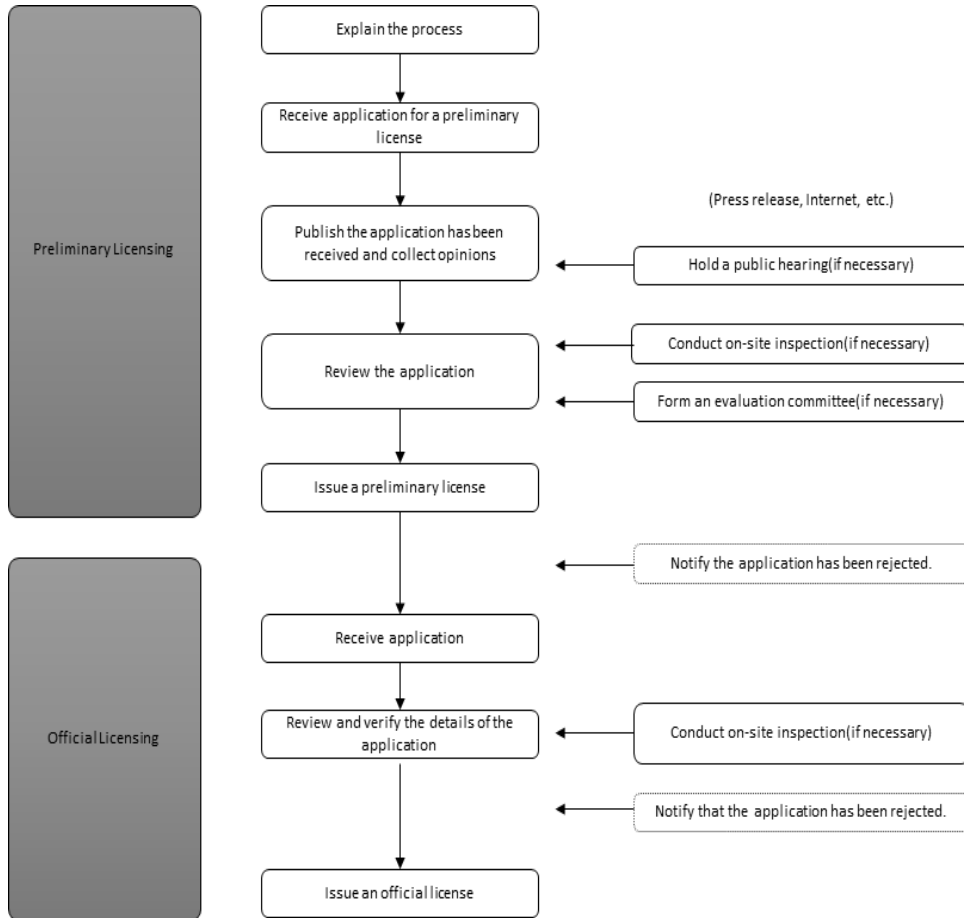 Explain the process
Receive application for a preliminary
license
(Press release, Internet, etc.)
Publish the application has been
received and collect opinions
Preliminary Licensing
Hold a public hearing(if necessary)
Conduct on-site inspection(if necessary)
Review the application
Form an evaluation committee(if necessary)
Issue a preliminary license
Notify the application has been rejected.
Receive application
Review and verify the details of the
application
Official Licensing
Conduct on-site inspection(if necessary)
Notify that the application has been rejected.
Issue an official license